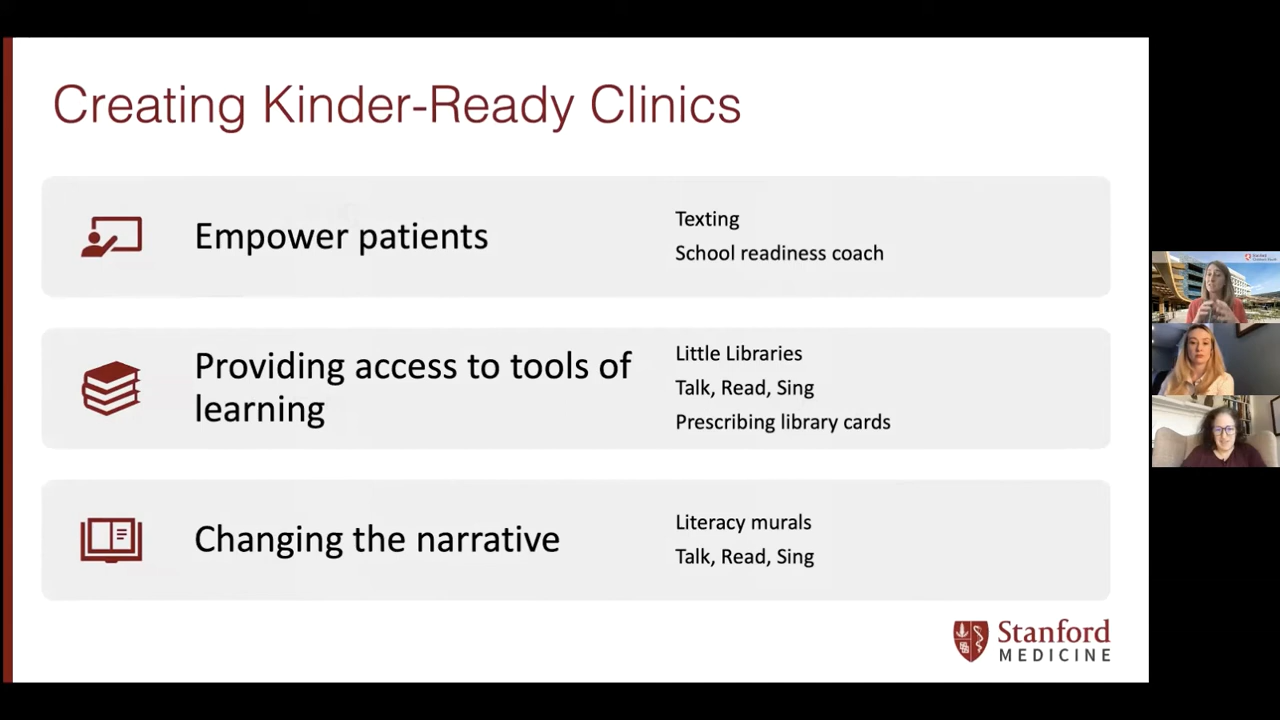 Creating Kinder-Ready Clinics
Empower patients
Texting
School readiness coach
Providing access to tools of
learning
Little Libraries
Talk, Read, Sing
Prescribing library cards
Changing the narrative
Literacy murals
Talk, Read, Sing
Stanford
MEDICINE